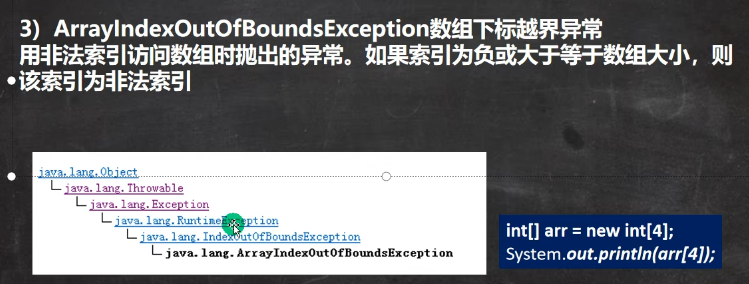 3）ArrayIndexOutOfBoundsException数组下标越界异常
用非法索引访问数组时抛出的异常。如果索引为负或大于等于数组大小，则
该索引为非法索引
java.lang.Object
java.lang.Throwable
java.lang.Exception
java.lang.RuntimeException
java.lang.IndexOutOfBoundsException
java.lang.ArrayIndexOutOfBoundsException
int[] arr = new int[4];
System.out.println(arr[4]);